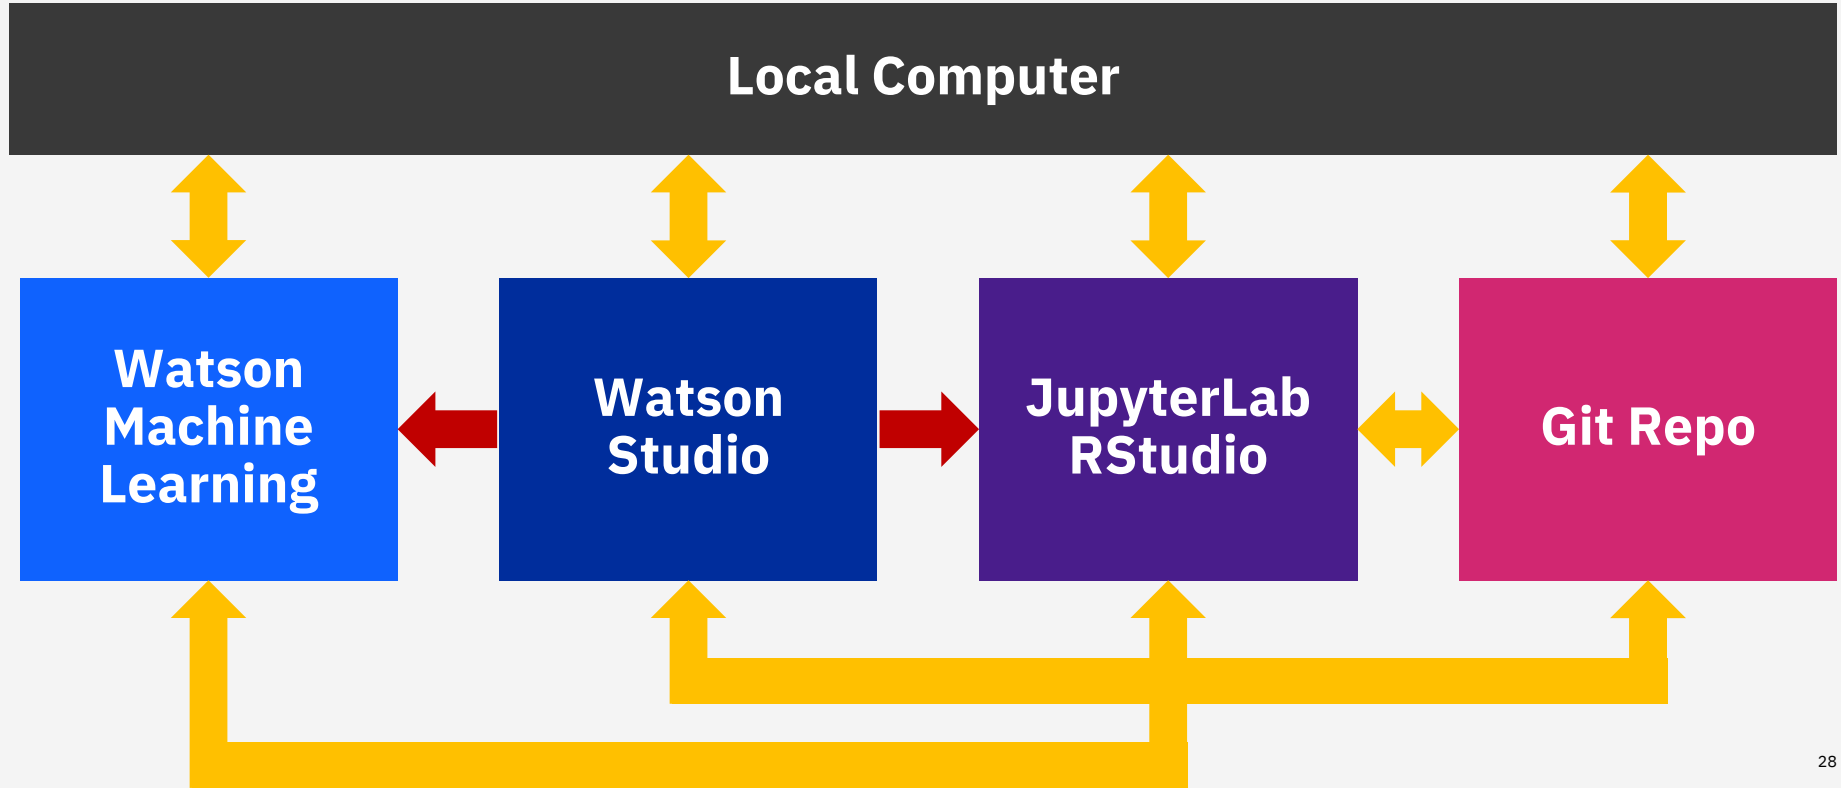 Local Computer
Watson
Machine
Learning
Watson
Studio
JupyterLab
RStudio
Git Repo
28